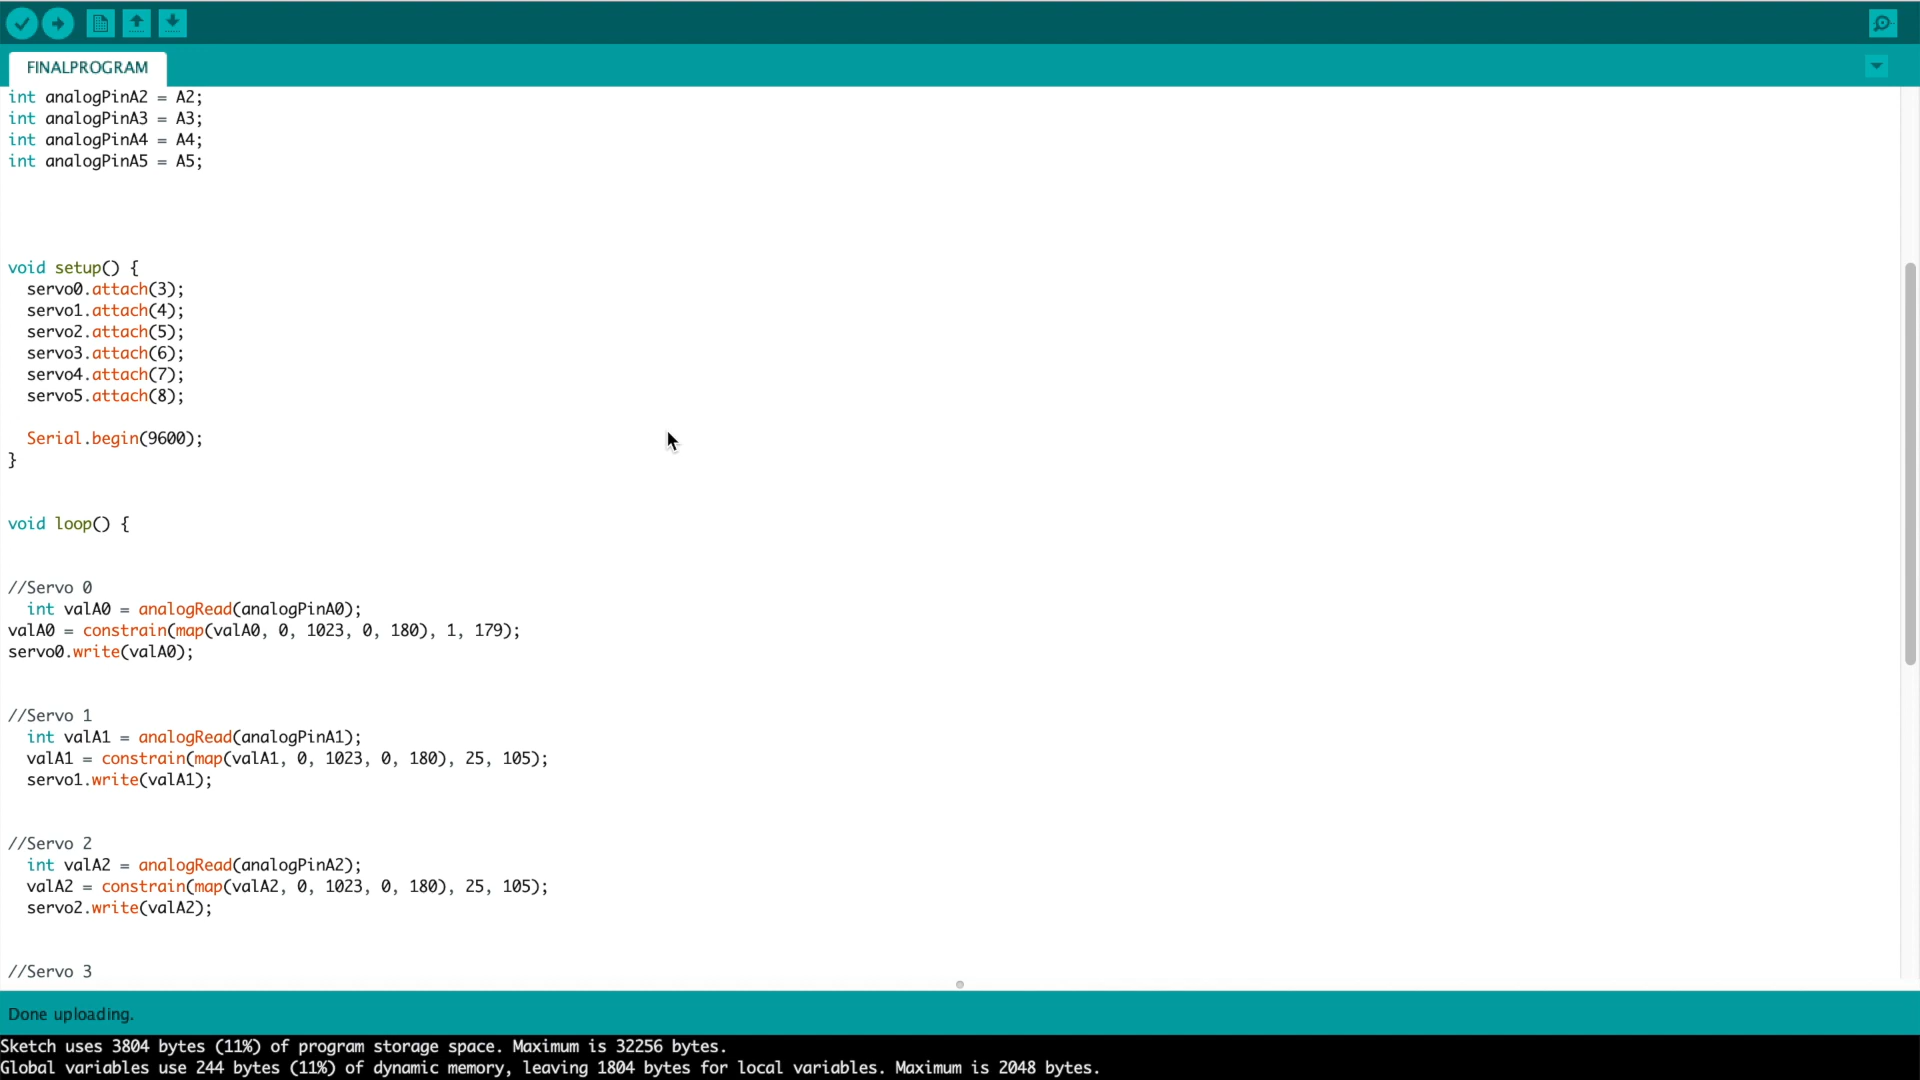 FINALPROGRAM
int analogPinA2 = A2;
int analogPinA3 = A3;
int analogPinA4 = A4;
int analogPinA5 = A5;
void setup() {
servo0.attach(3);
servo1.attach(4);
servo2.attach(5);
servo3.attach(6);
servo4.attach(7);
servo5.attach(8);
Serial.begin(9600);
}
void loop() {
//Servo 0
int valA0 = analogRead(analogPinA0);
valA0 = constrain(map(valA0, 0, 1023, 0, 180), 1, 179);
servo0.write(valA0);
//Servo 1
int valA1 = analogRead(analogPinA1);
valA1 = constrain(map(valA1, 0, 1023, 0, 180), 25, 105);
servo1.write(valA1);
//Servo 2
int valA2 = analogRead(analogPinA2);
valA2 = constrain(map(valA2, 0, 1023, 0, 180), 25, 105);
servo2.write(valA2);
//Servo 3
Done uploading.
Sketch uses 3804 bytes (11%) of program storage space. Maximum is 32256 bytes.
Global variables use 244 bytes (11%) of dynamic memory, leaving 1804 bytes for local variables. Maximum is 2048 bytes.